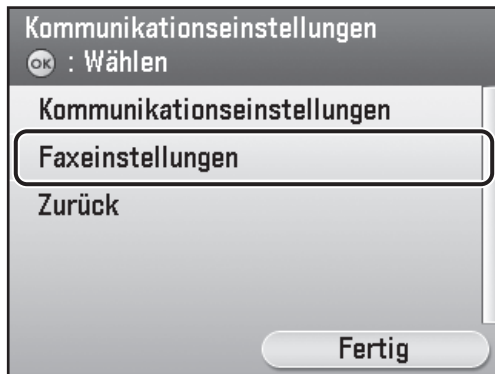 Kommunikationseinstellungen
OK : Wählen
Kommunikationseinstellungen
Faxeinstellungen
Zurück
Fertig